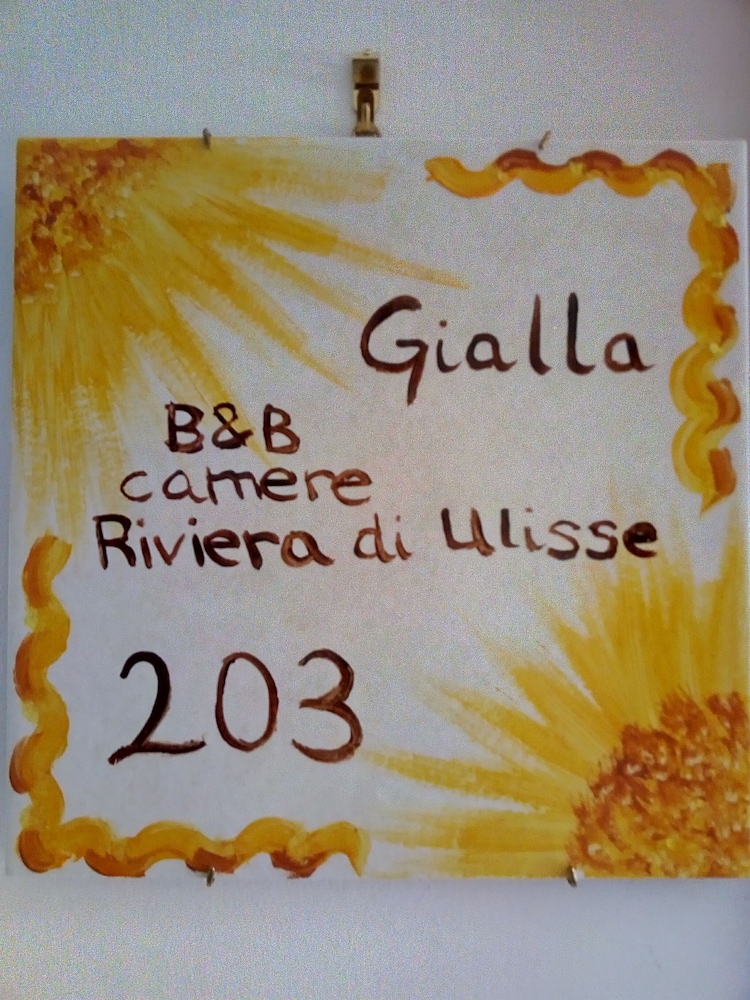 Gialla
B&B
camere
Riviera di Ulisse
203